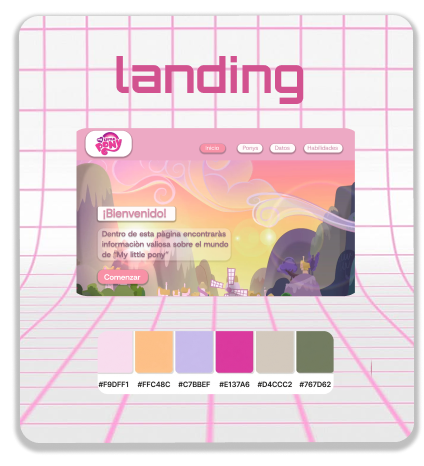 landing
my LITTLE PONY
Inicio
Ponys
Datos
Habilidades
¡Bienvenido!
Dentro de esta página encontrarás
información valiosa sobre el mundo
de "My little pony"
Comenzar
#F9DFF1 #FFC48C #C7BBEF #E137A6 #D4CCC2 #767D62